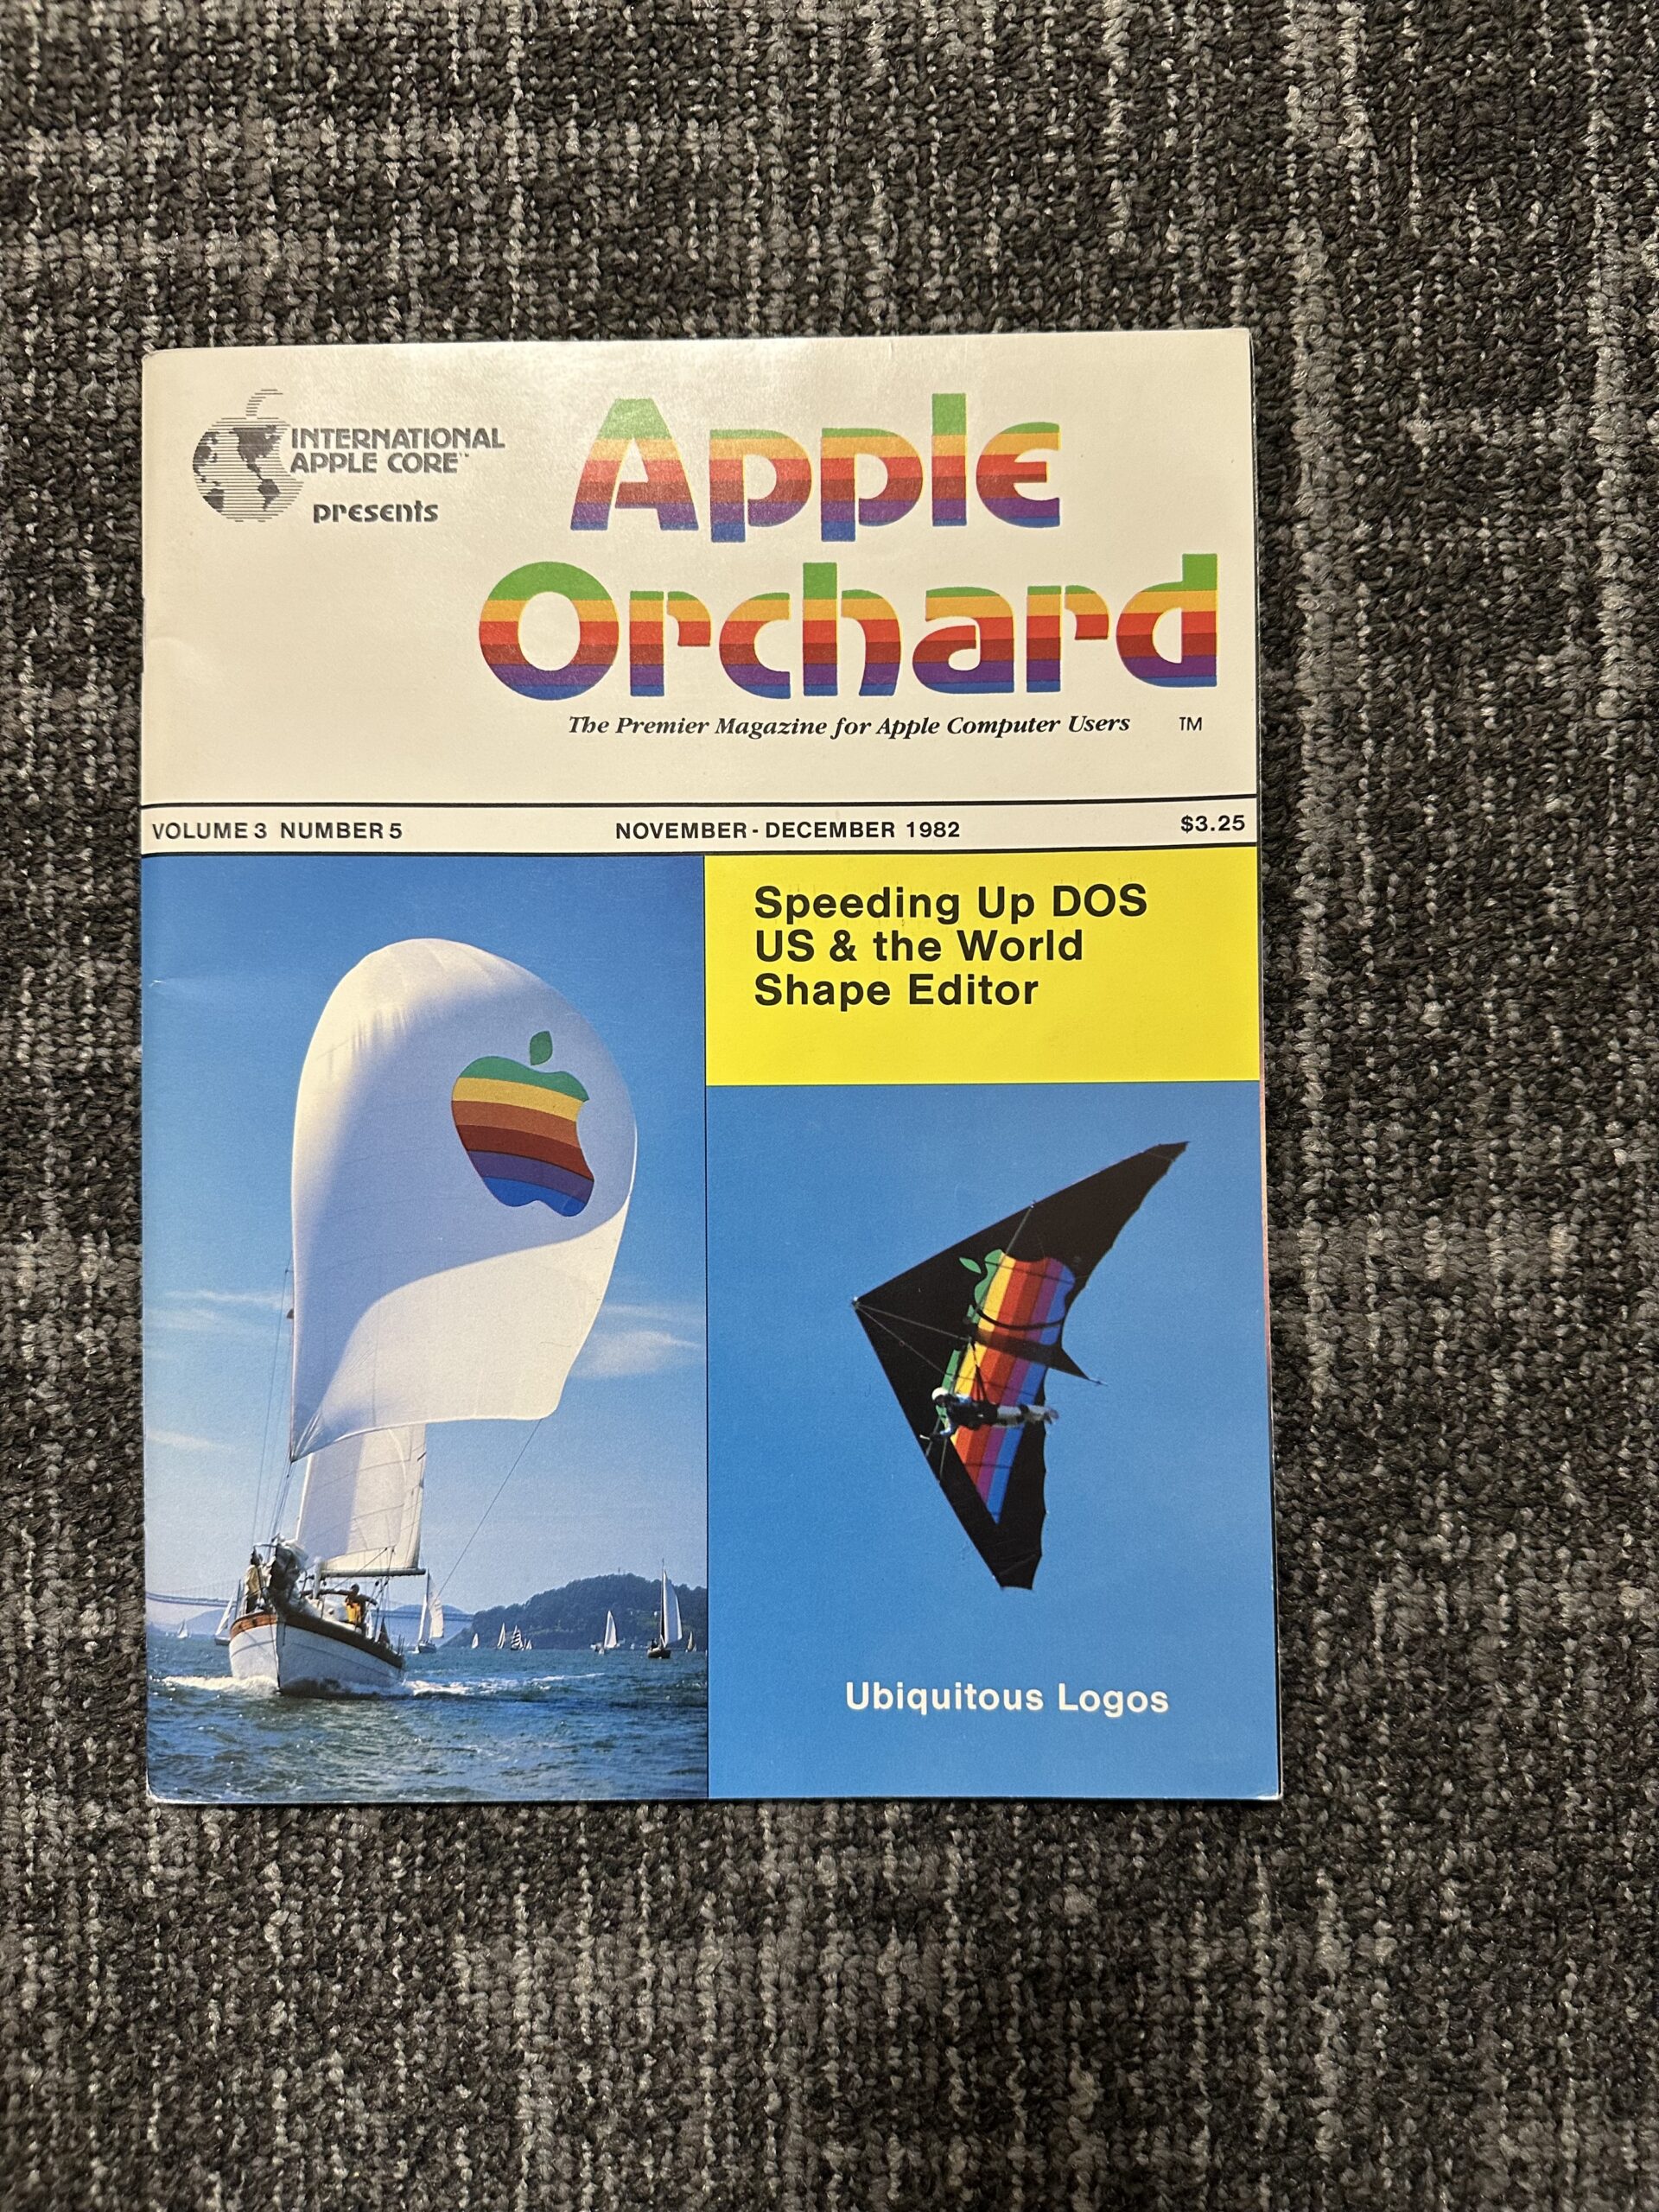 INTERNATIONAL
APPLE CORE™
presents
Apple
Orchard
The Premier Magazine for Apple Computer Users TM
VOLUME 3 NUMBER 5 NOVEMBER - DECEMBER 1982 $3.25
Speeding Up DOS
US & the World
Shape Editor
Ubiquitous Logos